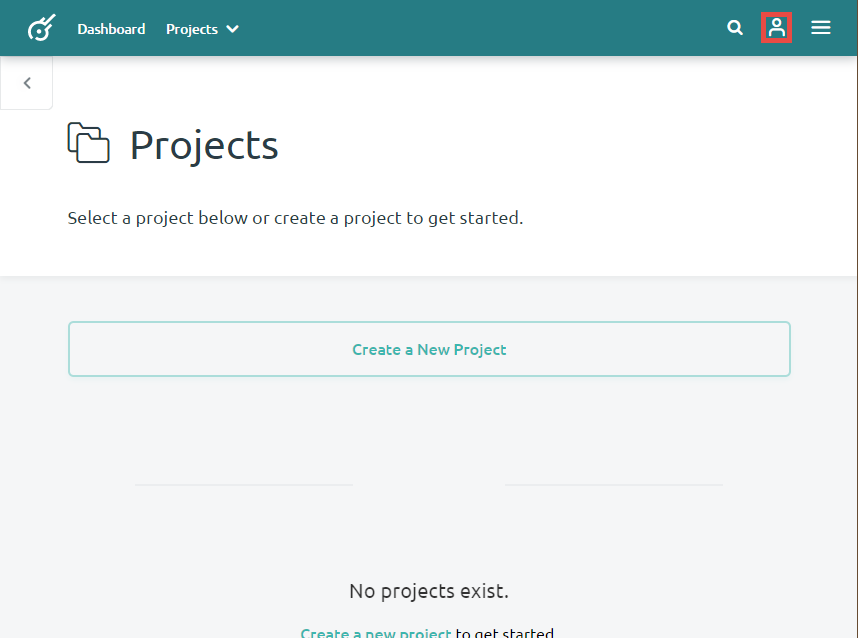 Dashboard Projects
Projects
Select a project below or create a project to get started.
Create a New Project
No projects exist.
Create a new project to get started